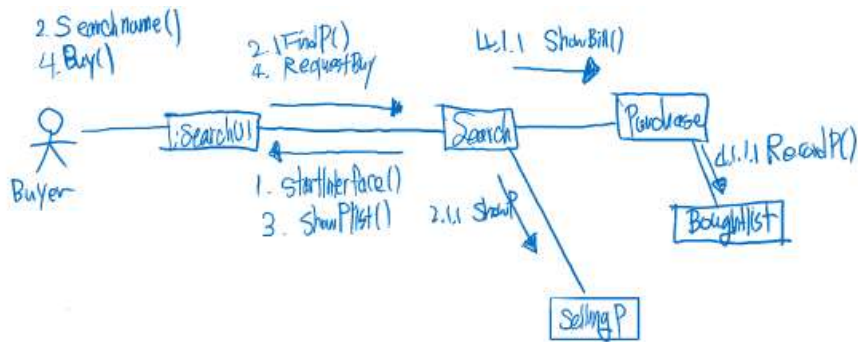 2. Searchname()
4. Buy()
2.1 FindP()
4. RequestBuy
4.1.1 ShowBill()
:SearchUI
Search
Purchase
Buyer
1. StartInterface()
3. ShowPlist()
2.1.1 ShowP
4.1.1.1 RecordP()
Boughtlist
SellingP